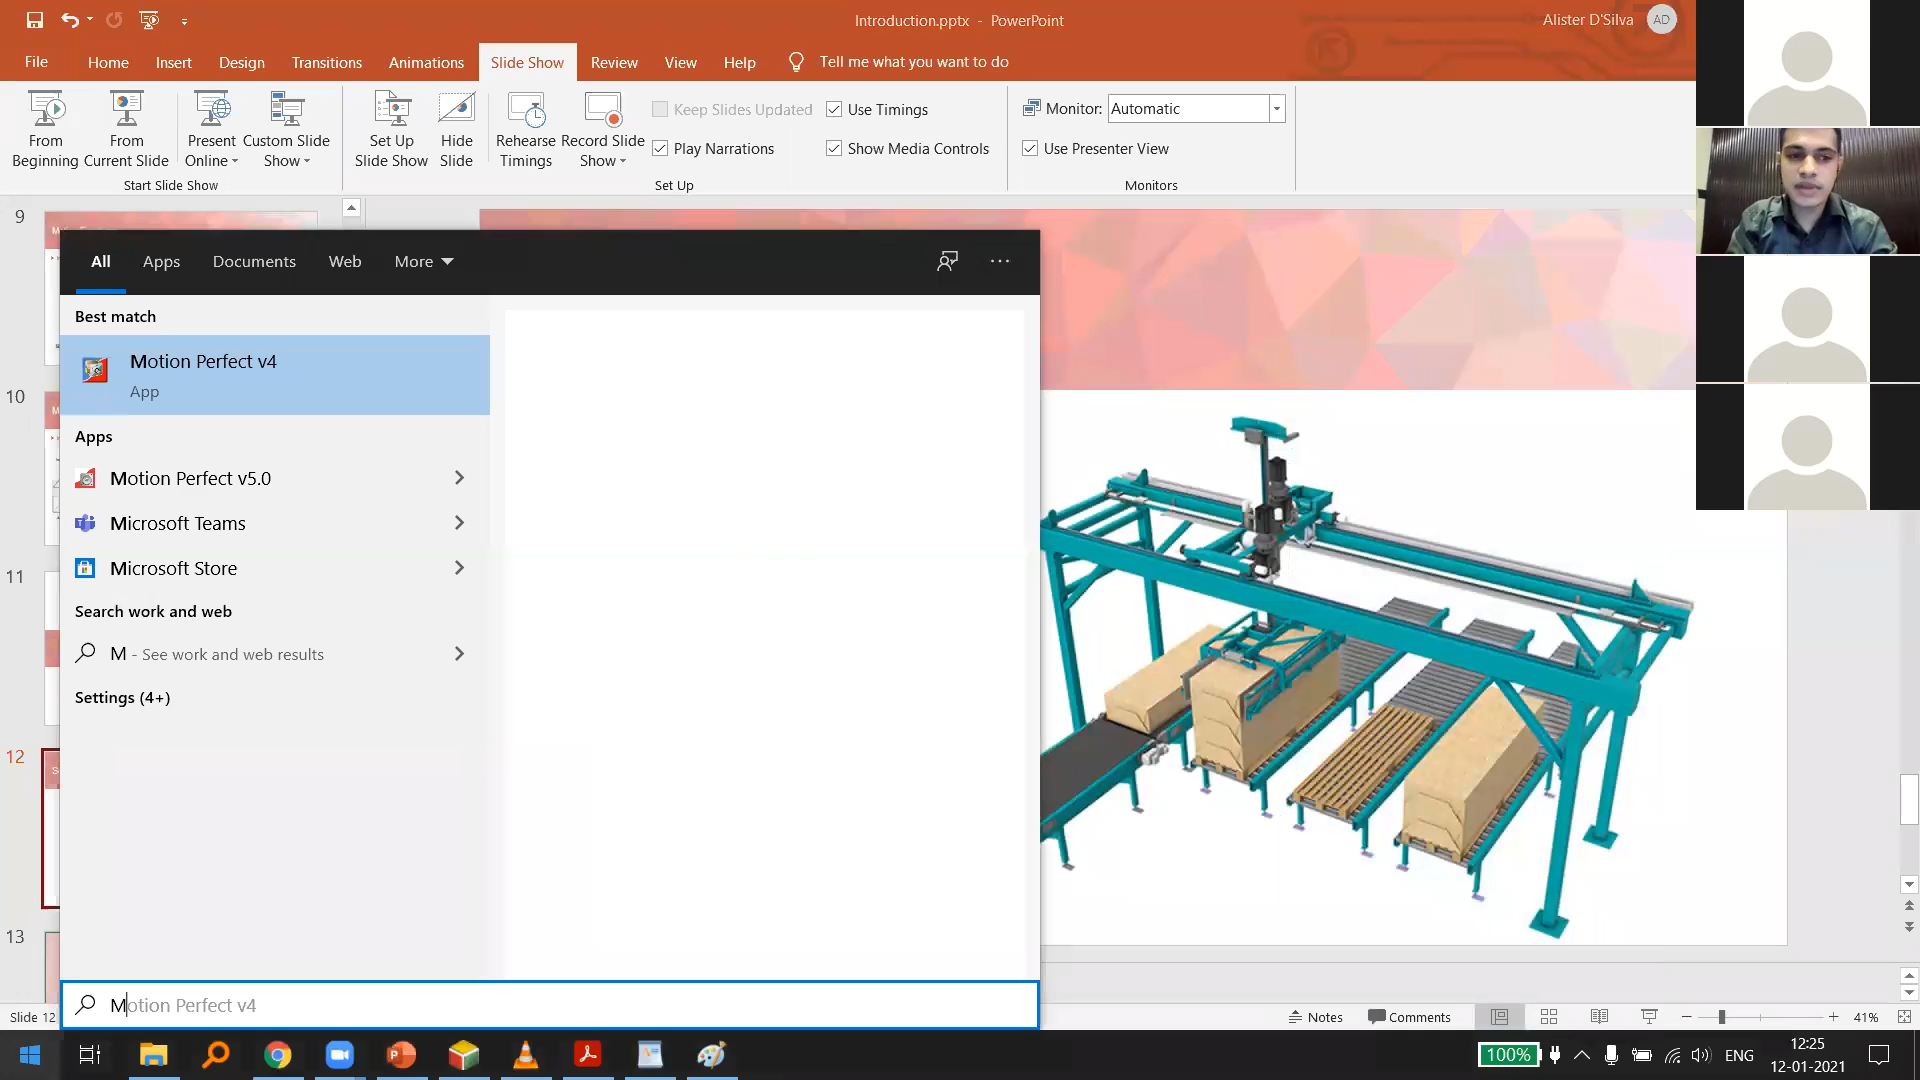 Introduction.pptx - PowerPoint
Alister D'Silva AD
File Home Insert Design Transitions Animations Slide Show Review View Help Tell me what you want to do
From Beginning
From Current Slide
Present Online
Custom Slide Show
Start Slide Show
Set Up Slide Show
Hide Slide
Rehearse Timings
Record Slide Show
Keep Slides Updated
Play Narrations
Use Timings
Show Media Controls
Set Up
Monitor: Automatic
Use Presenter View
Monitors
9
10
11
12
13
All Apps Documents Web More
Best match
Motion Perfect v4
App
Apps
Motion Perfect v5.0
Microsoft Teams
Microsoft Store
Search work and web
M - See work and web results
Settings (4+)
Motion Perfect v4
Slide 12
Notes Comments 41%
100% ENG
12:25
12-01-2021